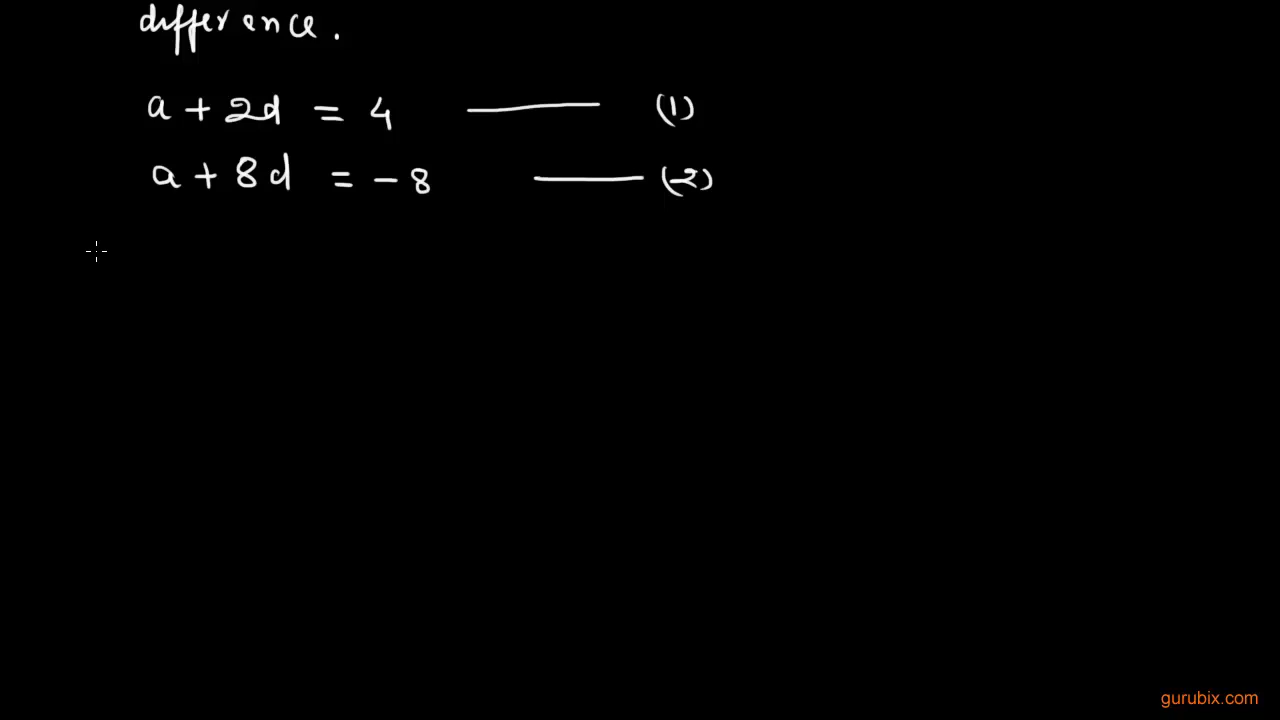 difference.
a + 2d = 4 ——— (1)
a + 8d = - 8 ——— (2)
gurubix.com